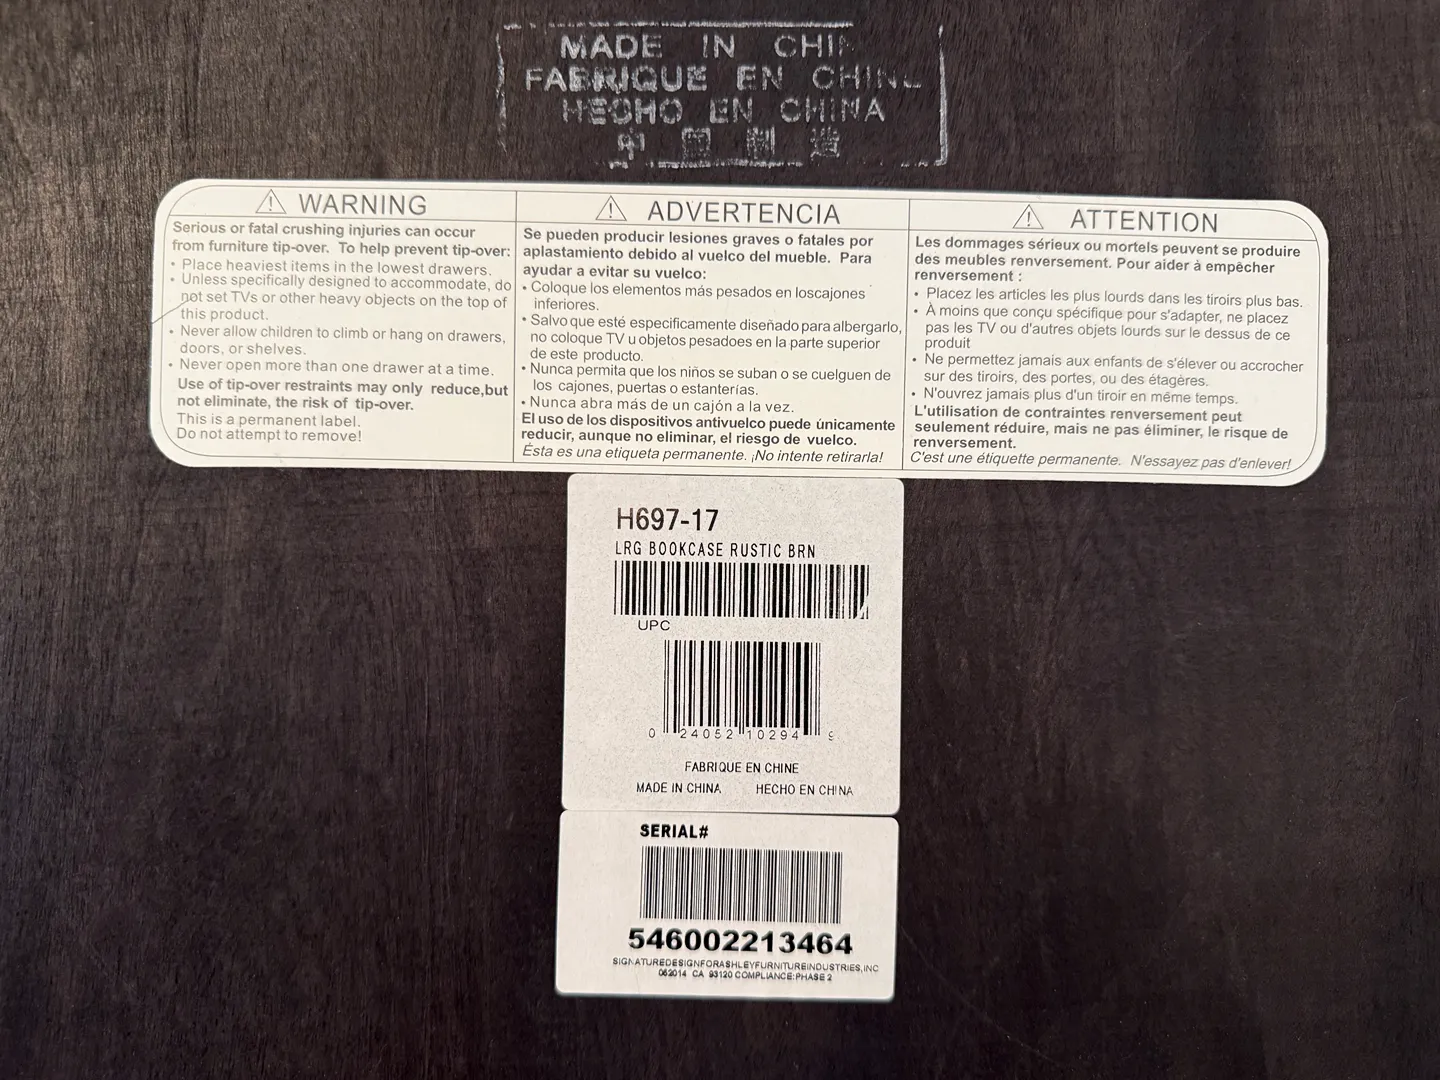 MADE IN CHIN
FABRIQUE EN CHINE
HECHO EN CHINA
中國製造
WARNING
Serious or fatal crushing injuries can occur
from furniture tip-over. To help prevent tip-over:
• Place heaviest items in the lowest drawers.
• Unless specifically designed to accommodate, do
not set TVs or other heavy objects on the top of
this product.
• Never allow children to climb or hang on drawers,
doors, or shelves.
• Never open more than one drawer at a time.
Use of tip-over restraints may only reduce,but
not eliminate, the risk of tip-over.
This is a permanent label.
Do not attempt to remove!
ADVERTENCIA
Se pueden producir lesiones graves o fatales por
aplastamiento debido al vuelco del mueble. Para
ayudar a evitar su vuelco:
• Coloque los elementos más pesados en loscajones
inferiores.
• Salvo que esté especificamente diseñado para albergarlo,
no coloque TV u objetos pesadoes en la parte superior
de este producto.
• Nunca permita que los niños se suban o se cuelguen de
los cajones, puertas o estanterías.
• Nunca abra más de un cajón a la vez.
El uso de los dispositivos antivuelco puede únicamente
reducir, aunque no eliminar, el riesgo de vuelco.
Ésta es una etiqueta permanente. ¡No intente retirarla!
ATTENTION
Les dommages sérieux ou mortels peuvent se produire
des meubles renversement. Pour aider à empêcher
renversement :
• Placez les articles les plus lourds dans les tiroirs plus bas.
• À moins que conçu spécifique pour s'adapter, ne placez
pas les TV ou d'autres objets lourds sur le dessus de ce
produit
• Ne permettez jamais aux enfants de s'élever ou accrocher
sur des tiroirs, des portes, ou des étagères.
• N'ouvrez jamais plus d'un tiroir en même temps.
L'utilisation de contraintes renversement peut
seulement réduire, mais ne pas éliminer, le risque de
renversement.
C'est une étiquette permanente. N'essayez pas d'enlever!
H697-17
LRG BOOKCASE RUSTIC BRN
UPC
0 24052 10294 9
FABRIQUE EN CHINE
MADE IN CHINA HECHO EN CHINA
SERIAL#
546002213464
SIGNATUREDESIGNFORASHLEYFURNITUREINDUSTRIES,INC
062014 CA 93120 COMPLIANCE:PHASE 2